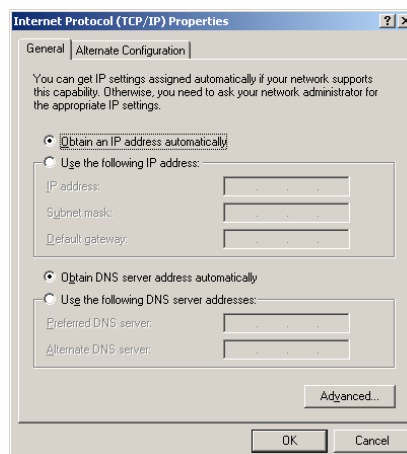 Internet Protocol (TCP/IP) Properties
General
Alternate Configuration
You can get IP settings assigned automatically if your network supports
this capability. Otherwise, you need to ask your network administrator for
the appropriate IP settings.
Obtain an IP address automatically
Use the following IP address:
IP address:
Subnet mask:
Default gateway:
Obtain DNS server address automatically
Use the following DNS server addresses:
Preferred DNS server:
Alternate DNS server:
Advanced...
OK
Cancel